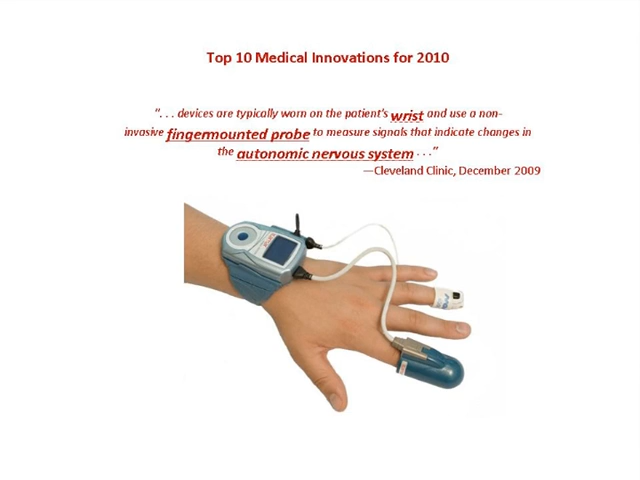 Top 10 Medical Innovations for 2010
". . . devices are typically worn on the patient's wrist and use a non-
invasive fingermounted probe to measure signals that indicate changes in
the autonomic nervous system . . ."
—Cleveland Clinic, December 2009